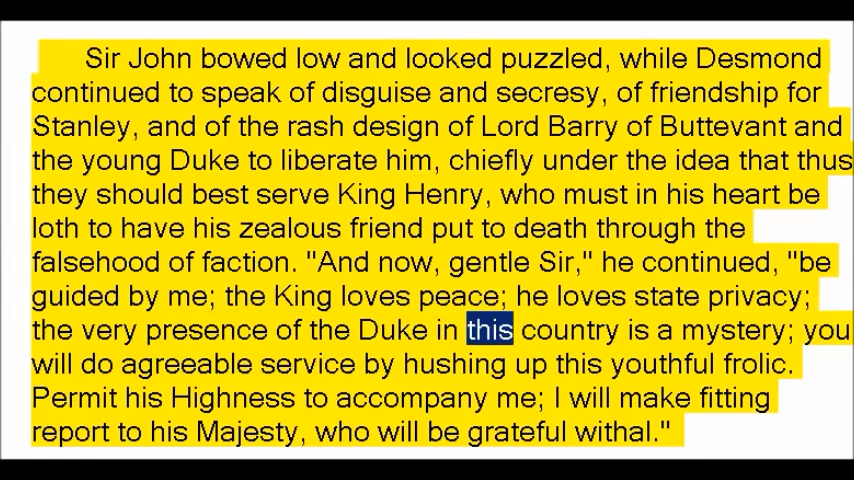 Sir John bowed low and looked puzzled, while Desmond
continued to speak of disguise and secresy, of friendship for
Stanley, and of the rash design of Lord Barry of Buttevant and
the young Duke to liberate him, chiefly under the idea that thus
they should best serve King Henry, who must in his heart be
loth to have his zealous friend put to death through the
falsehood of faction. "And now, gentle Sir," he continued, "be
guided by me; the King loves peace; he loves state privacy;
the very presence of the Duke in this country is a mystery; you
will do agreeable service by hushing up this youthful frolic.
Permit his Highness to accompany me; I will make fitting
report to his Majesty, who will be grateful withal."